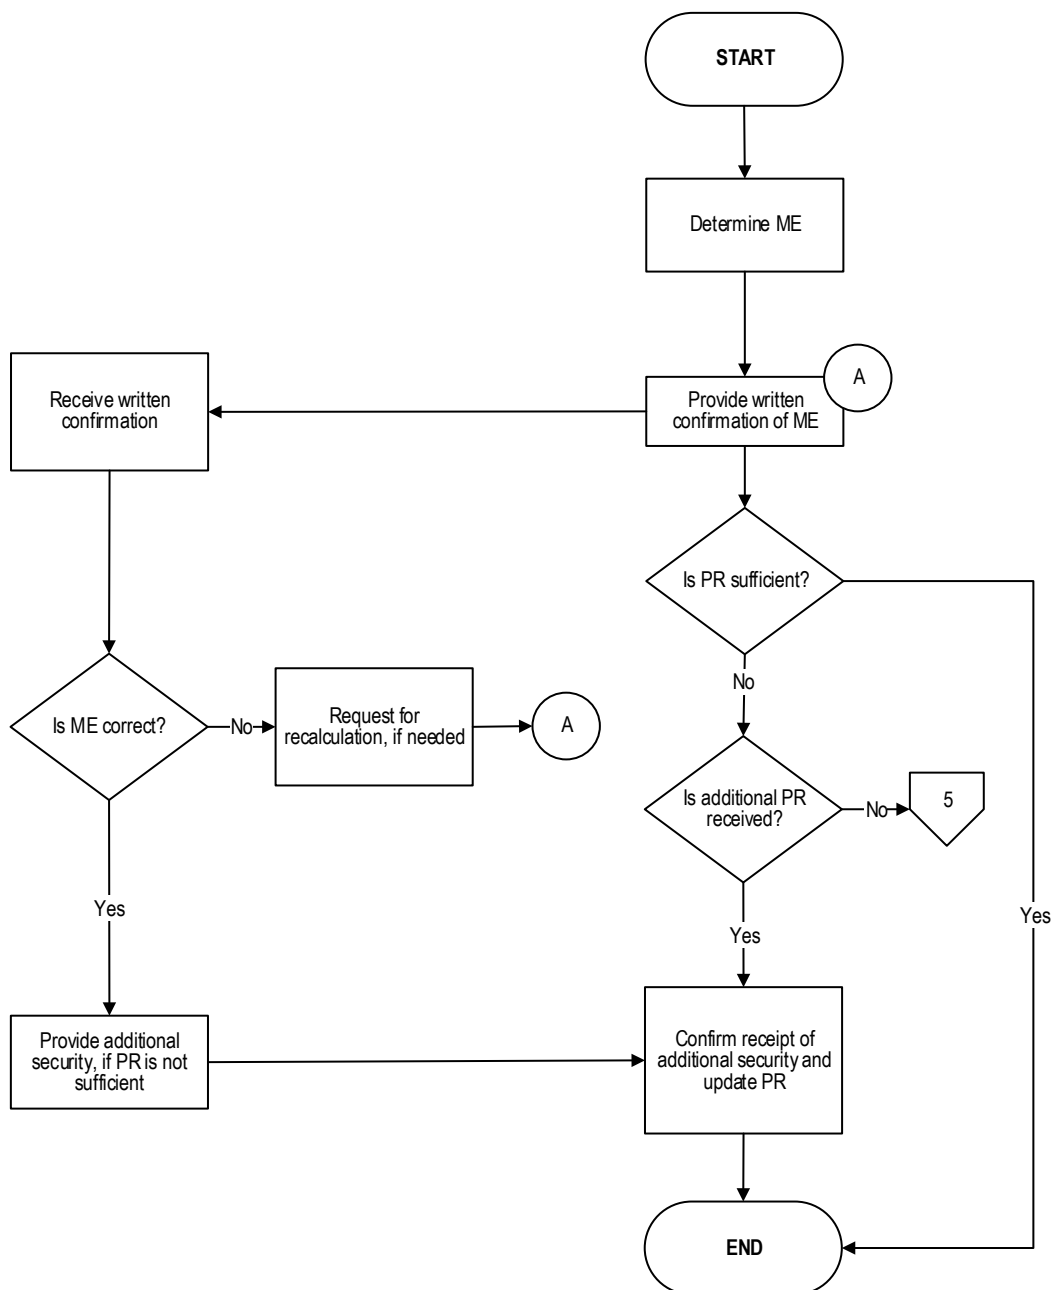 START
Determine ME
A
Provide written
confirmation of ME
Receive written
confirmation
Is PR sufficient?
No
Is ME correct?
No
Request for
recalculation, if needed
A
Is additional PR
received?
No
5
Yes
Yes
Yes
Provide additional
security, if PR is not
sufficient
Confirm receipt of
additional security and
update PR
END